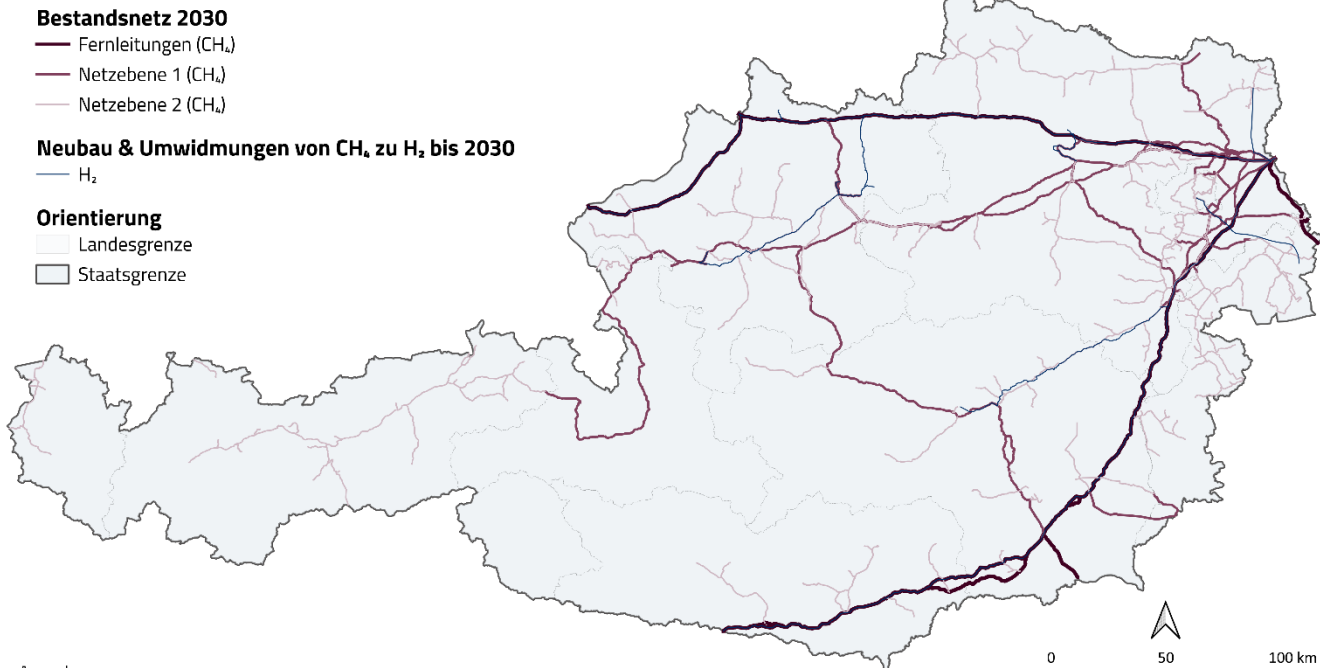 Bestandsnetz 2030
Fernleitungen (CH₄)
Netzebene 1 (CH₄)
Netzebene 2 (CH₄)
Neubau & Umwidmungen von CH₄ zu H₂ bis 2030
H₂
Orientierung
Landesgrenze
Staatsgrenze
0 50 100 km